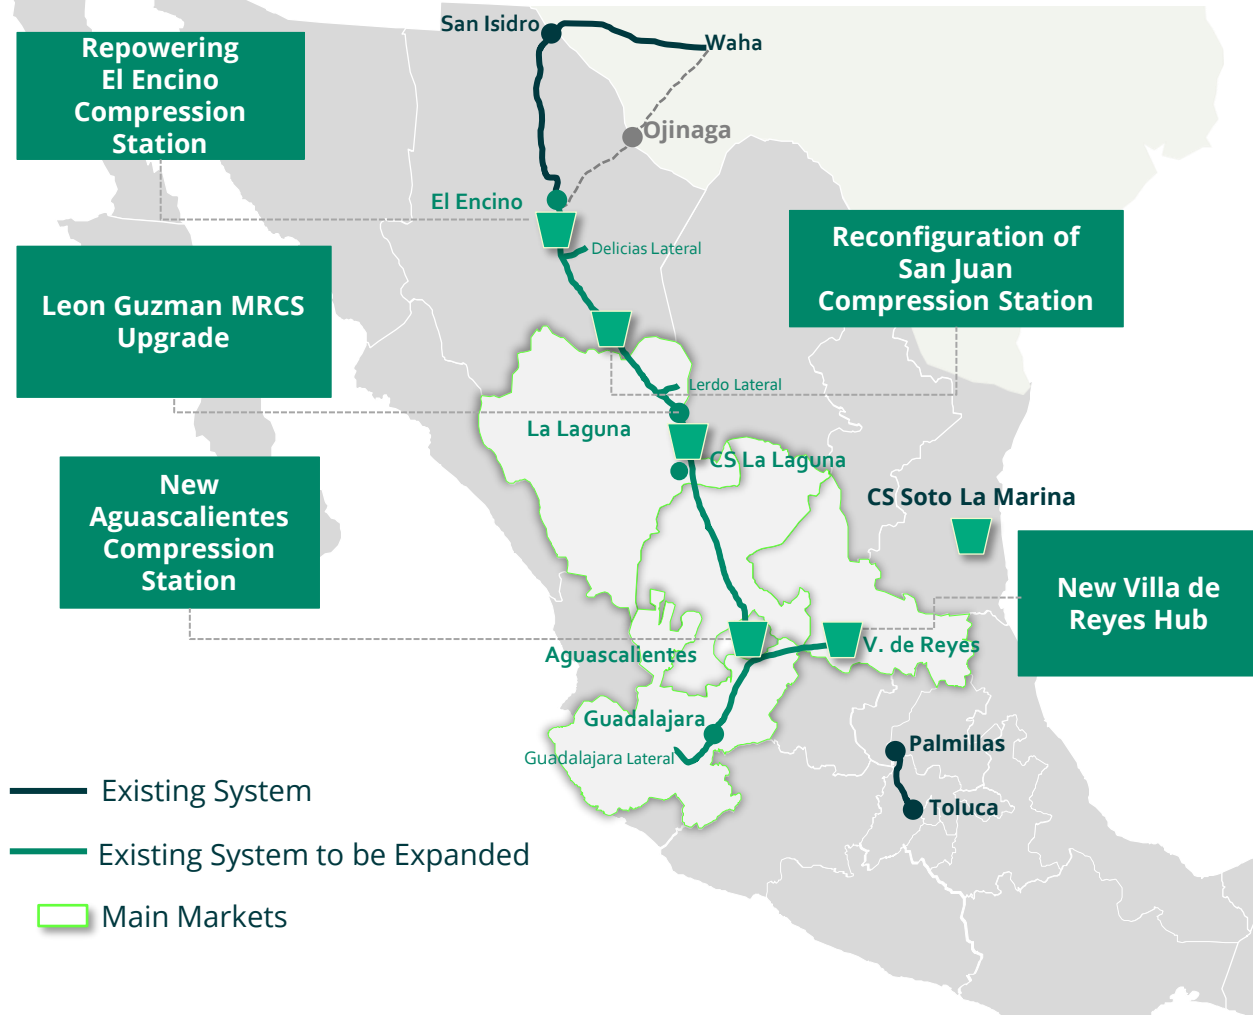 San Isidro
Waha
Repowering
El Encino
Compression
Station
Ojinaga
El Encino
Delicias Lateral
Reconfiguration of
San Juan
Compression Station
Leon Guzman MRCS
Upgrade
Lerdo Lateral
La Laguna
CS La Laguna
New
Aguascalientes
Compression
Station
CS Soto La Marina
New Villa de
Reyes Hub
Aguascalientes
V. de Reyes
Guadalajara
Guadalajara Lateral
Palmillas
Toluca
Existing System
Existing System to be Expanded
Main Markets